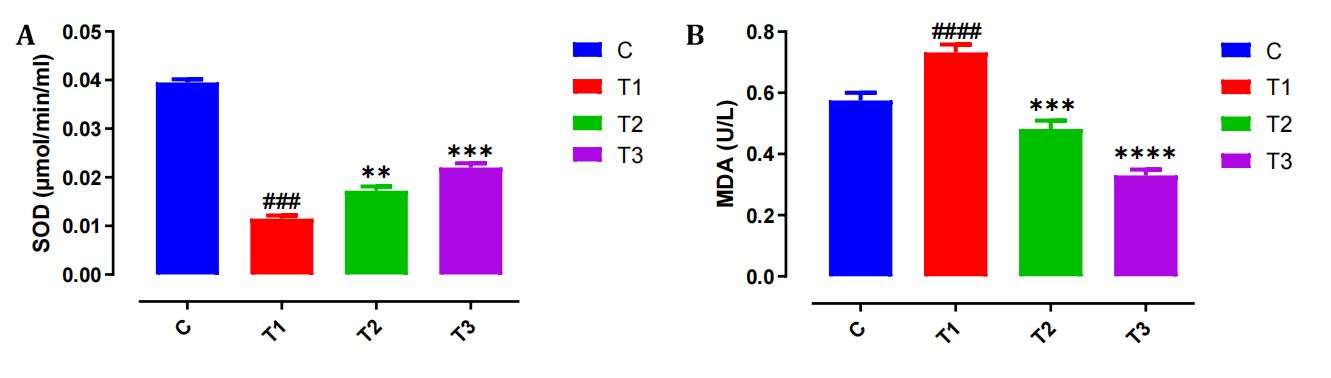 A
SOD (µmol/min/ml)
0.05
0.04
0.03
0.02
0.01
0.00
###
**
***
C
T1
T2
T3
C
T1
T2
T3
B
MDA (U/L)
0.8
0.6
0.4
0.2
0.0
####
***
****
C
T1
T2
T3
C
T1
T2
T3